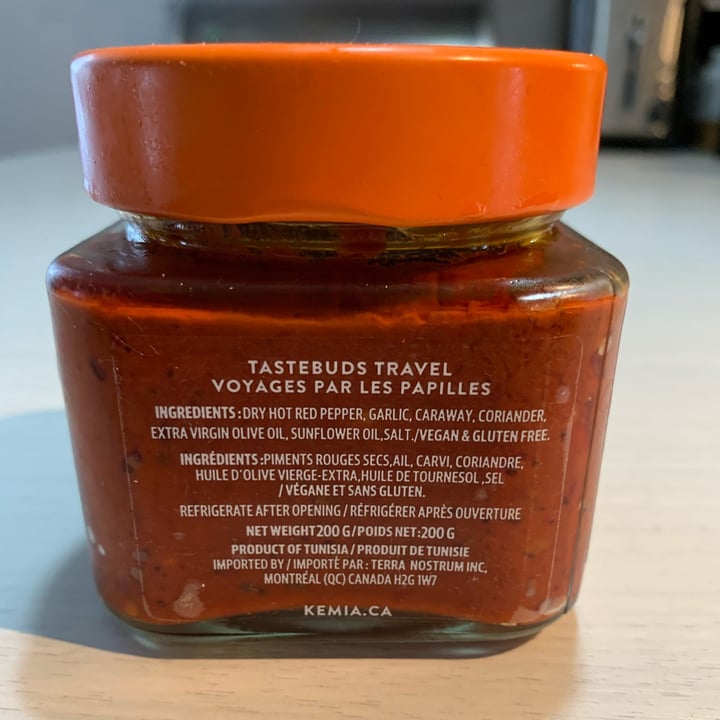 TASTEBUDS TRAVEL
VOYAGES PAR LES PAPILLES
INGREDIENTS :DRY HOT RED PEPPER, GARLIC, CARAWAY, CORIANDER,
EXTRA VIRGIN OLIVE OIL, SUNFLOWER OIL,SALT./VEGAN & GLUTEN FREE.
INGRÉDIENTS :PIMENTS ROUGES SECS,AIL, CARVI, CORIANDRE,
HUILE D'OLIVE VIERGE-EXTRA,HUILE DE TOURNESOL ,SEL
/ VÉGANE ET SANS GLUTEN.
REFRIGERATE AFTER OPENING / RÉFRIGÉRER APRÈS OUVERTURE
NET WEIGHT 200 G/POIDS NET :200 G
PRODUCT OF TUNISIA / PRODUIT DE TUNISIE
IMPORTED BY / IMPORTÉ PAR : TERRA NOSTRUM INC,
MONTRÉAL (QC) CANADA H2G 1W7
KEMIA.CA